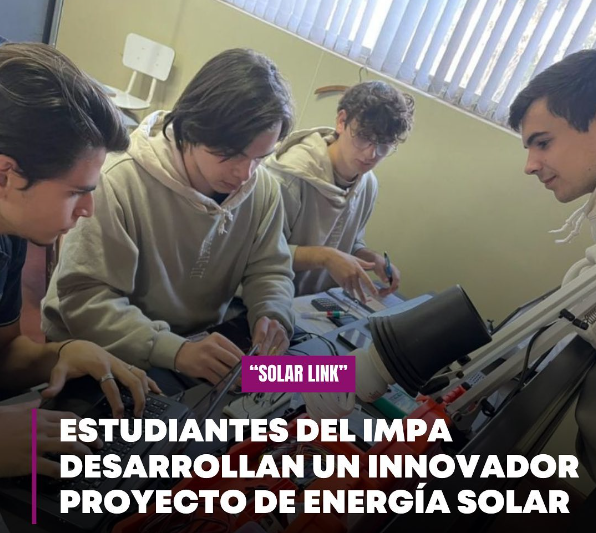 “SOLAR LINK”
ESTUDIANTES DEL IMPA
DESARROLLAN UN INNOVADOR
PROYECTO DE ENERGÍA SOLAR